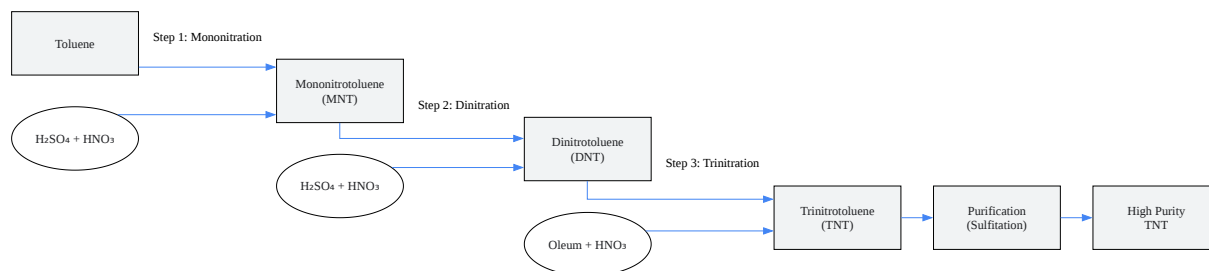 Toluene
Step 1: Mononitration
Mononitrotoluene
(MNT)
H₂SO₄ + HNO₃
Step 2: Dinitration
Dinitrotoluene
(DNT)
H₂SO₄ + HNO₃
Step 3: Trinitration
Trinitrotoluene
(TNT)
Purification
(Sulfitation)
High Purity
TNT
Oleum + HNO₃